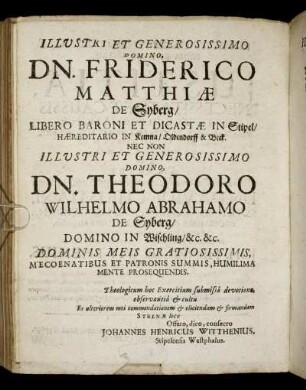 ILLUSTRI ET GENEROSISSIMO
DOMINO,
DN. FRIDERICO
MATTHIÆ
DE Syberg/
LIBERO BARONI ET DICASTÆ IN Stipel/
HÆREDITARIO IN Kemna/ Oldendorff & Beck.
NEC NON
ILLUSTRI ET GENEROSISSIMO
DOMINO,
DN. THEODORO
WILHELMO ABRAHAMO
DE Syberg/
DOMINO IN Wischling/ &c. &c.
DOMINIS MEIS GRATIOSISSIMIS,
MECOENATIBUS ET PATRONIS SUMMIS, HUMILIMA
MENTE PROSEQUENDIS.
Theologicum hoc Exercitium submissâ devotione,
observantiâ & cultu
Et ulteriorem mei commendationem & elicitandam & firmandam
STRENÆ loco
Offero, dico, consecro
JOHANNES HENRICUS WITTHENIUS,
Stipolensa Westphalus.